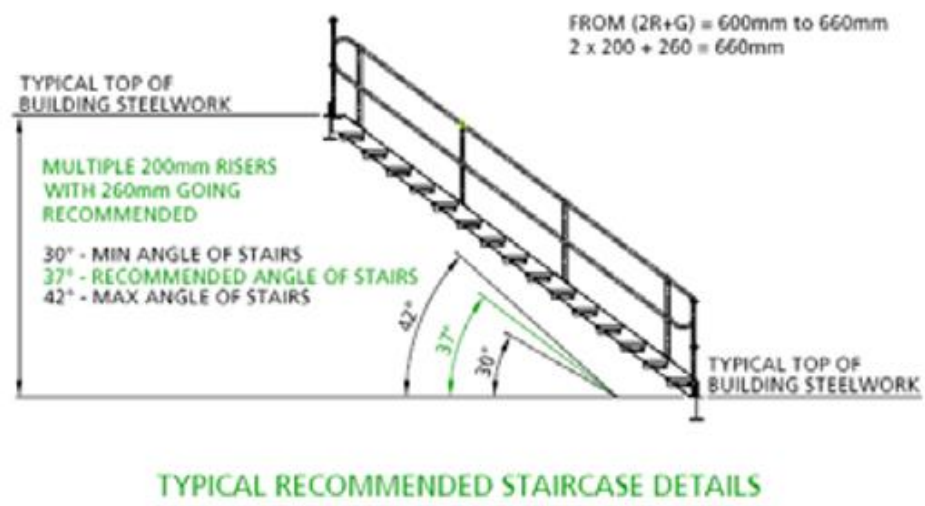 FROM (2R+G) = 600mm to 660mm
2 x 200 + 260 = 660mm
TYPICAL TOP OF
BUILDING STEELWORK
MULTIPLE 200mm RISERS
WITH 260mm GOING
RECOMMENDED
30° - MIN ANGLE OF STAIRS
37° - RECOMMENDED ANGLE OF STAIRS
42° - MAX ANGLE OF STAIRS
42°
37°
30°
TYPICAL TOP OF
BUILDING STEELWORK
TYPICAL RECOMMENDED STAIRCASE DETAILS